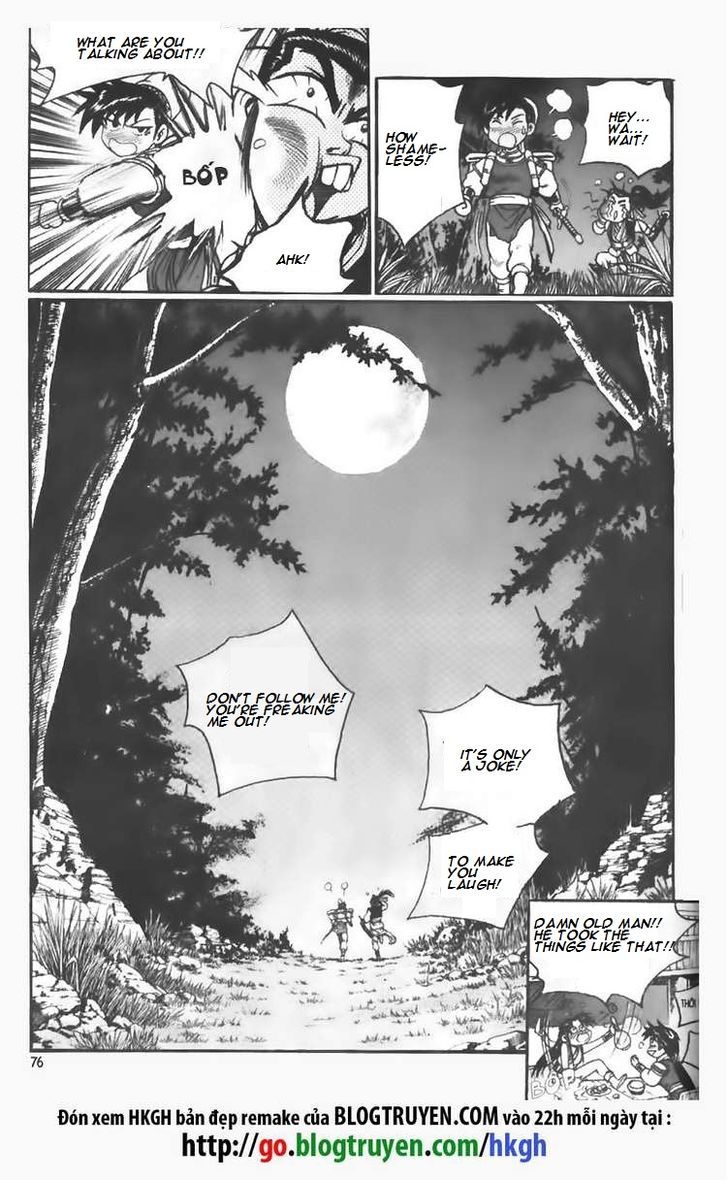 WHAT ARE YOU
TALKING ABOUT!!
BỐP
AHK!
HOW
SHAME-
LESS!
HEY...
WA...
WAIT!
DON'T FOLLOW ME!
YOU'RE FREAKING
ME OUT!
IT'S ONLY
A JOKE!
TO MAKE
YOU
LAUGH!
DAMN OLD MAN!!
HE TOOK THE
THINGS LIKE THAT!!
THÔI
BỐP
76
Đón xem HKGH bản đẹp remake của BLOGTRUYEN.COM vào 22h mỗi ngày tại :
http://go.blogtruyen.com/hkgh